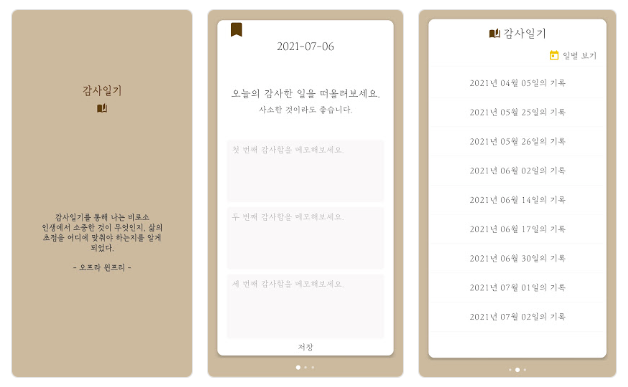 감사일기
감사일기를 통해 나는 비로소
인생에서 소중한 것이 무엇인지, 삶의
초점을 어디에 맞춰야 하는지를 알게
되었다.
- 오프라 윈프리 -
2021-07-06
오늘의 감사한 일을 떠올려보세요.
사소한 것이라도 좋습니다.
첫 번째 감사함을 메모해보세요.
두 번째 감사함을 메모해보세요.
세 번째 감사함을 메모해보세요.
저장
감사일기
일별 보기
2021년 04월 05일의 기록
2021년 05월 25일의 기록
2021년 05월 26일의 기록
2021년 06월 02일의 기록
2021년 06월 14일의 기록
2021년 06월 17일의 기록
2021년 06월 30일의 기록
2021년 07월 01일의 기록
2021년 07월 02일의 기록